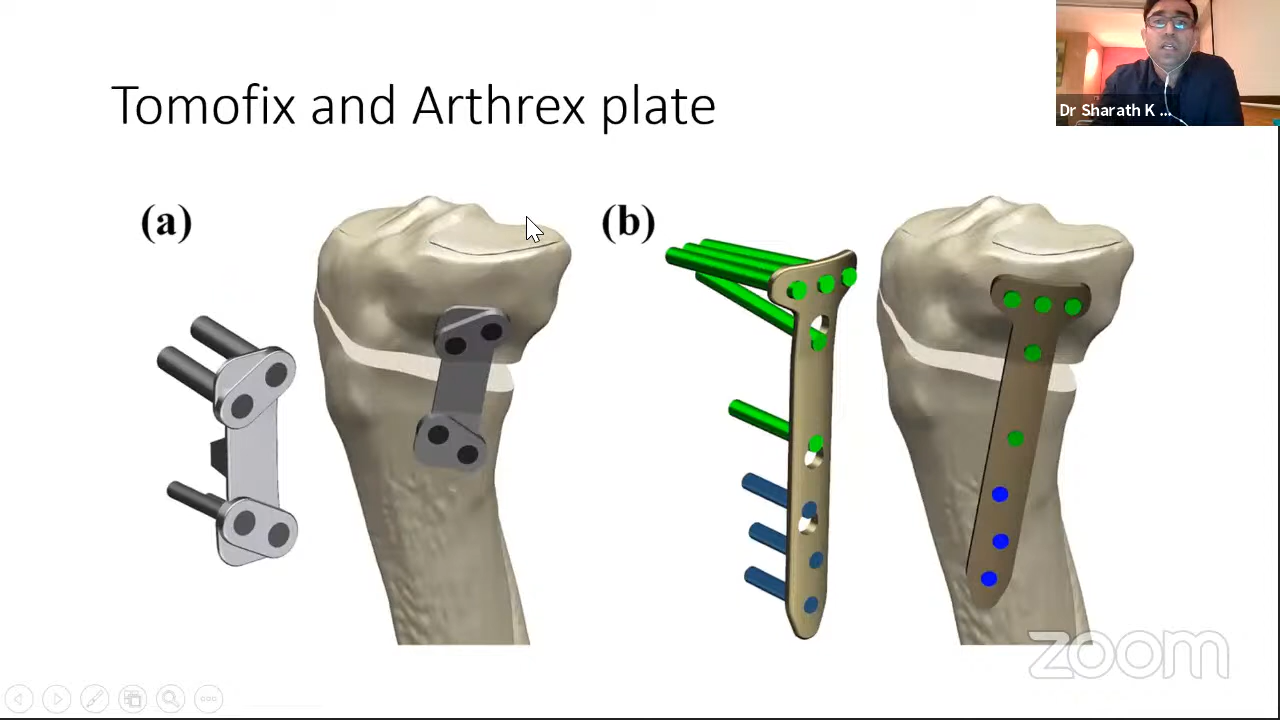 Tomofix and Arthrex plate
Dr Sharath K ...
(a)
(b)
zoom